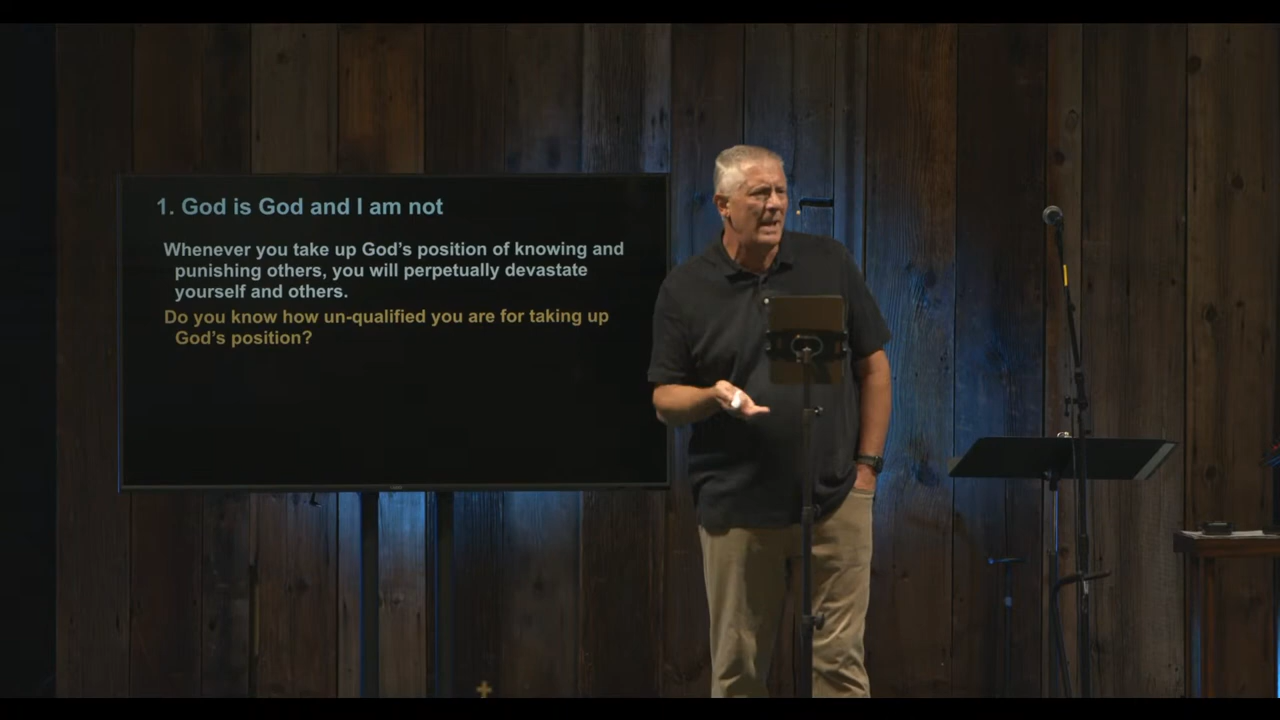 1. God is God and I am not
Whenever you take up God's position of knowing and
punishing others, you will perpetually devastate
yourself and others.
Do you know how un-qualified you are for taking up
God's position?